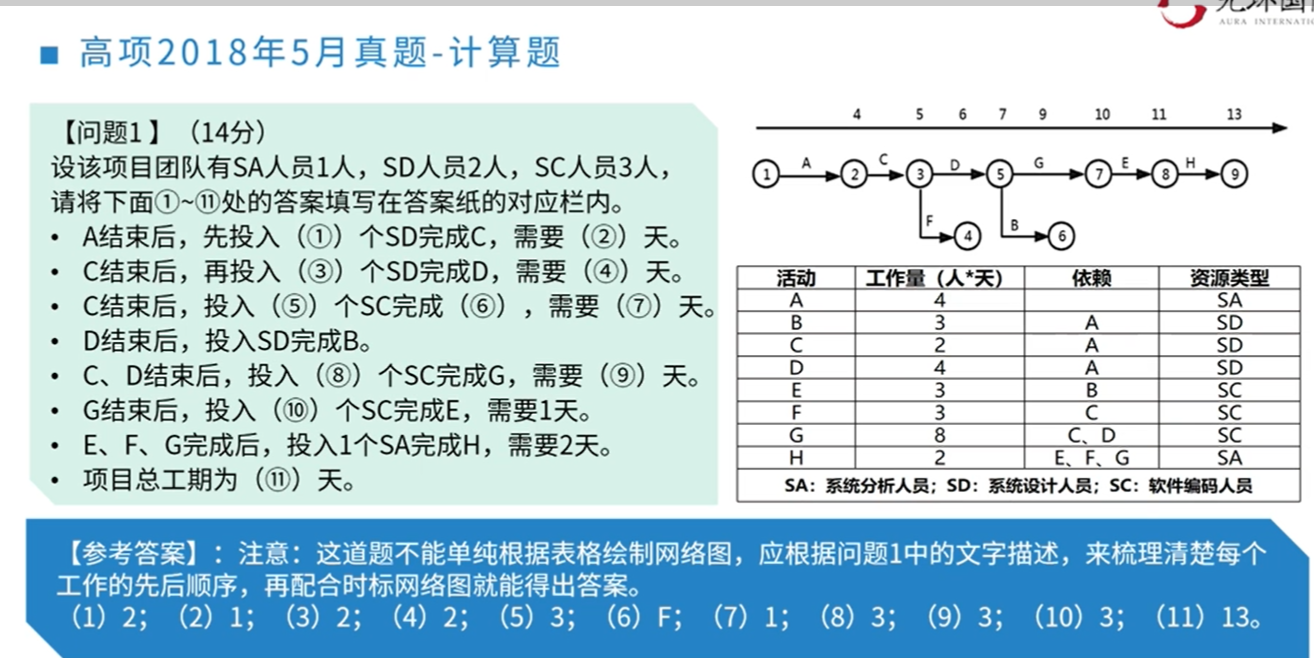 AURA INTERNATI
■ 高项2018年5月真题-计算题
【问题1】（14分）
设该项目团队有SA人员1人，SD人员2人，SC人员3人，
请将下面①~⑪处的答案填写在答案纸的对应栏内。
• A结束后，先投入（①）个SD完成C，需要（②）天。
• C结束后，再投入（③）个SD完成D，需要（④）天。
• C结束后，投入（⑤）个SC完成（⑥），需要（⑦）天。
• D结束后，投入SD完成B。
• C、D结束后，投入（⑧）个SC完成G，需要（⑨）天。
• G结束后，投入（⑩）个SC完成E，需要1天。
• E、F、G完成后，投入1个SA完成H，需要2天。
• 项目总工期为（⑪）天。
4 5 6 7 9 10 11 13
1 A 2 C 3 D 5 G 7 E 8 H 9
F 4 B 6
活动 工作量（人*天） 依赖 资源类型
A 4 SA
B 3 A SD
C 2 A SD
D 4 A SD
E 3 B SC
F 3 C SC
G 8 C、D SC
H 2 E、F、G SA
SA：系统分析人员；SD：系统设计人员；SC：软件编码人员
【参考答案】：注意：这道题不能单纯根据表格绘制网络图，应根据问题1中的文字描述，来梳理清楚每个
工作的先后顺序，再配合时标网络图就能得出答案。
（1）2；（2）1；（3）2；（4）2；（5）3；（6）F；（7）1；（8）3；（9）3；（10）3；（11）13。